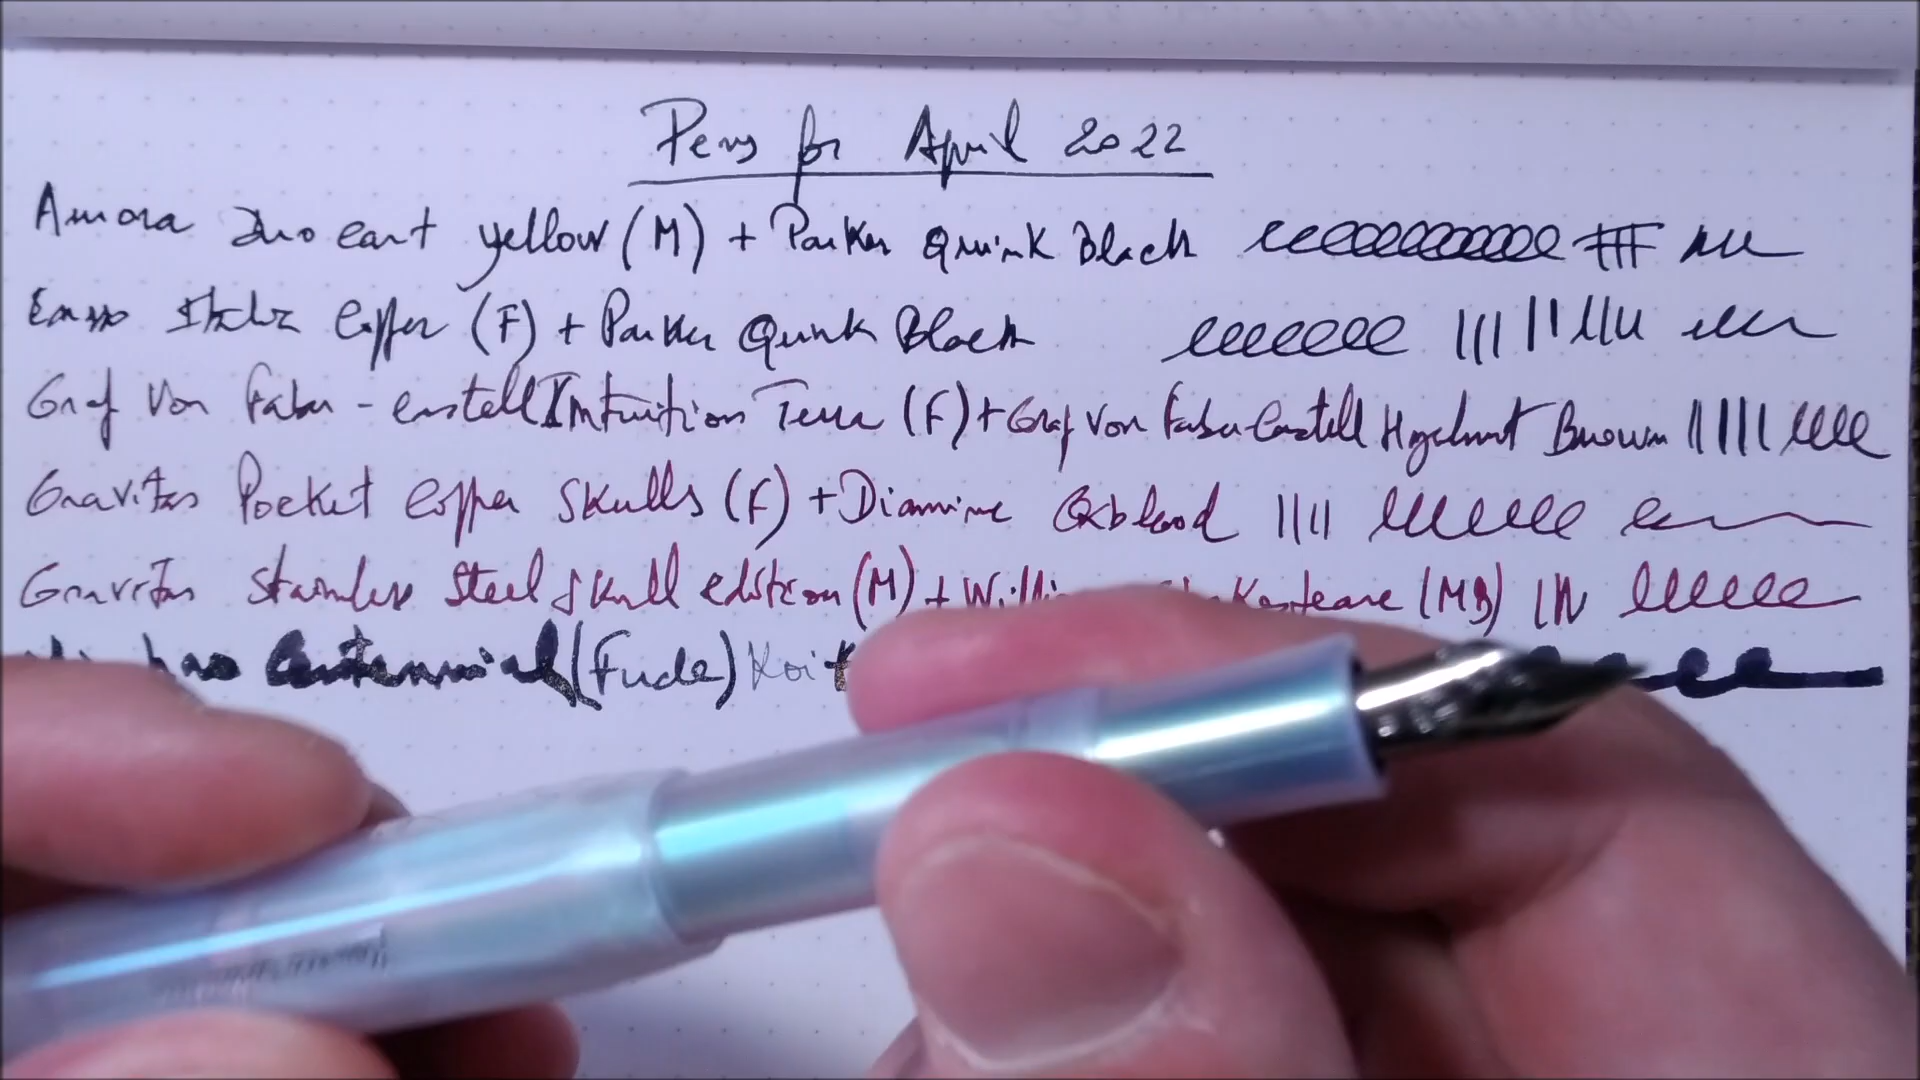 Pens for April 2022
Aurora Duo cart yellow (M) + Parker Quink Black
Copper (F) + Parker Quink Black
Graf Von Faber-Castell Intuition Terra (F) + Graf Von Faber-Castell Hazelnut Brown
Gravitas Pocket Copper Skulls (F) + Diamine Oxblood
Gravitas Stainless Steel Skull edition (M) + (MB)
Centennial (Fude)